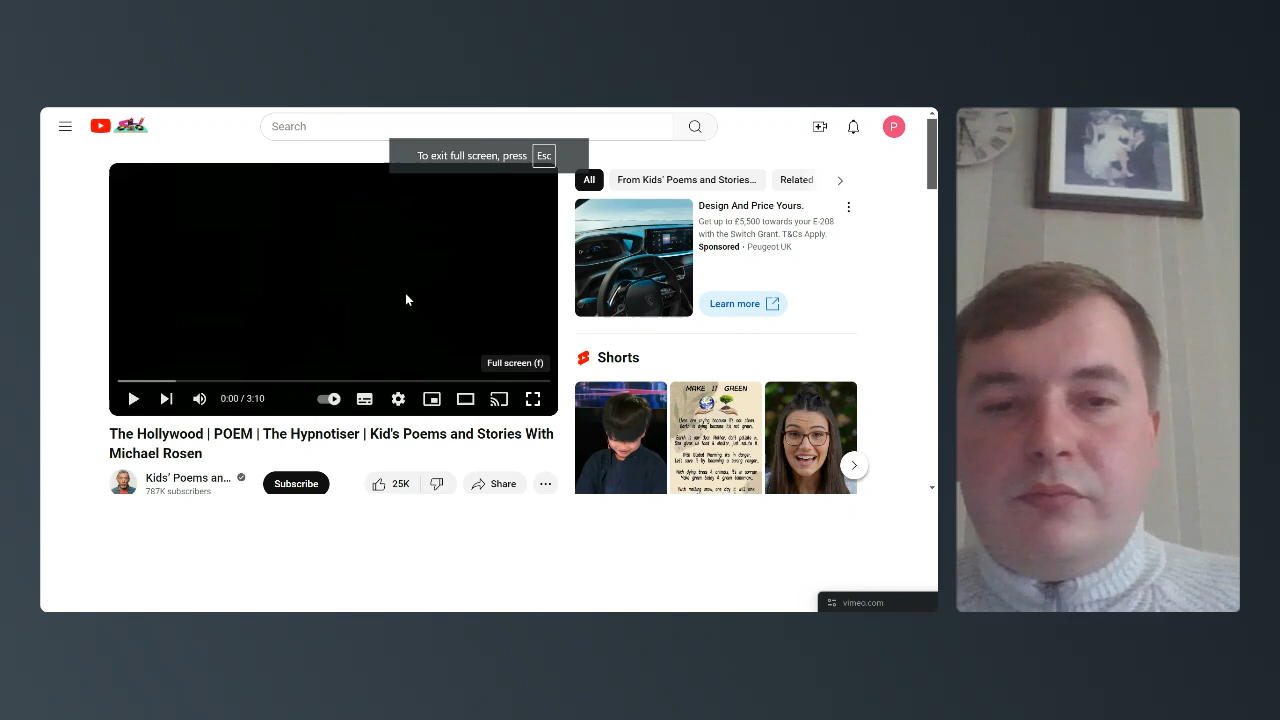 Search
P
To exit full screen, press Esc
All
From Kids' Poems and Stories...
Related
Design And Price Yours.
Get up to £5,500 towards your E-208
with the Switch Grant. T&Cs Apply.
Sponsored · Peugeot UK
Learn more
Full screen (f)
0:00 / 3:10
Shorts
MAKE IT GREEN
The Hollywood | POEM | The Hypnotiser | Kid's Poems and Stories With
Michael Rosen
Kids' Poems an...
787K subscribers
Subscribe
25K
Share
vimeo.com